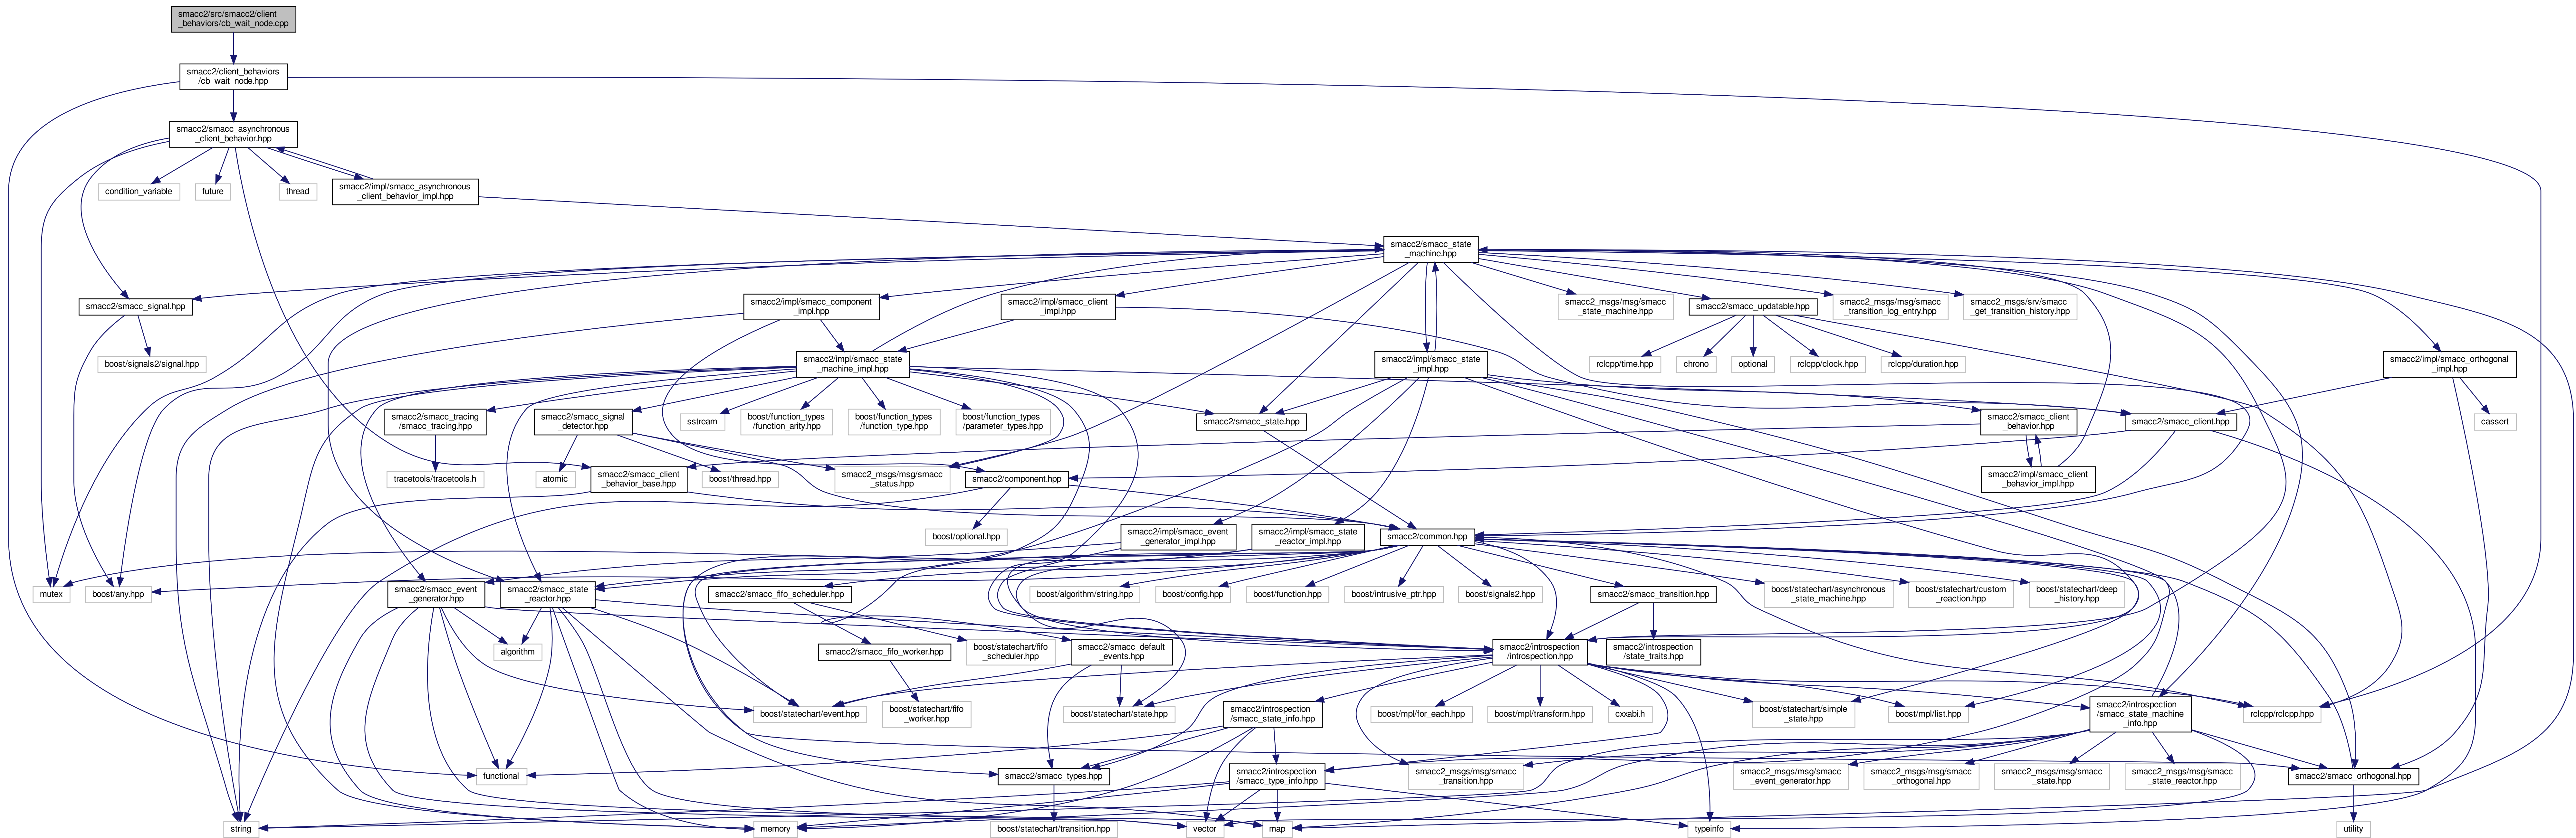 smacc2/src/smacc2/client
_behaviors/cb_wait_node.cpp
smacc2/client_behaviors
/cb_wait_node.hpp
smacc2/smacc_asynchronous
_client_behavior.hpp
condition_variable
future
thread
smacc2/impl/smacc_asynchronous
_client_behavior_impl.hpp
smacc2/smacc_state
_machine.hpp
smacc2/smacc_signal.hpp
smacc2/impl/smacc_component
_impl.hpp
smacc2/impl/smacc_client
_impl.hpp
smacc2_msgs/msg/smacc
_state_machine.hpp
smacc2/smacc_updatable.hpp
smacc2_msgs/msg/smacc
_transition_log_entry.hpp
smacc2_msgs/srv/smacc
_get_transition_history.hpp
boost/signals2/signal.hpp
smacc2/impl/smacc_state
_machine_impl.hpp
smacc2/impl/smacc_state
_impl.hpp
rclcpp/time.hpp
chrono
optional
rclcpp/clock.hpp
rclcpp/duration.hpp
smacc2/impl/smacc_orthogonal
_impl.hpp
smacc2/smacc_tracing
/smacc_tracing.hpp
smacc2/smacc_signal
_detector.hpp
sstream
boost/function_types
/function_arity.hpp
boost/function_types
/function_type.hpp
boost/function_types
/parameter_types.hpp
smacc2/smacc_state.hpp
smacc2/smacc_client
_behavior.hpp
smacc2/smacc_client.hpp
cassert
tracetools/tracetools.h
atomic
smacc2/smacc_client
_behavior_base.hpp
boost/thread.hpp
smacc2_msgs/msg/smacc
_status.hpp
smacc2/component.hpp
smacc2/impl/smacc_client
_behavior_impl.hpp
boost/optional.hpp
smacc2/impl/smacc_event
_generator_impl.hpp
smacc2/impl/smacc_state
_reactor_impl.hpp
smacc2/common.hpp
mutex
boost/any.hpp
smacc2/smacc_event
_generator.hpp
smacc2/smacc_state
_reactor.hpp
smacc2/smacc_fifo_scheduler.hpp
boost/algorithm/string.hpp
boost/config.hpp
boost/function.hpp
boost/intrusive_ptr.hpp
boost/signals2.hpp
smacc2/smacc_transition.hpp
boost/statechart/asynchronous
_state_machine.hpp
boost/statechart/custom
_reaction.hpp
boost/statechart/deep
_history.hpp
algorithm
smacc2/smacc_fifo_worker.hpp
boost/statechart/fifo
_scheduler.hpp
smacc2/smacc_default
_events.hpp
smacc2/introspection
/introspection.hpp
smacc2/introspection
/state_traits.hpp
boost/statechart/event.hpp
boost/statechart/fifo
_worker.hpp
boost/statechart/state.hpp
smacc2/introspection
/smacc_state_info.hpp
boost/mpl/for_each.hpp
boost/mpl/transform.hpp
cxxabi.h
boost/statechart/simple
_state.hpp
boost/mpl/list.hpp
smacc2/introspection
/smacc_state_machine
_info.hpp
rclcpp/rclcpp.hpp
functional
smacc2/smacc_types.hpp
smacc2/introspection
/smacc_type_info.hpp
smacc2_msgs/msg/smacc
_transition.hpp
smacc2_msgs/msg/smacc
_event_generator.hpp
smacc2_msgs/msg/smacc
_orthogonal.hpp
smacc2_msgs/msg/smacc
_state.hpp
smacc2_msgs/msg/smacc
_state_reactor.hpp
smacc2/smacc_orthogonal.hpp
string
memory
boost/statechart/transition.hpp
vector
map
typeinfo
utility